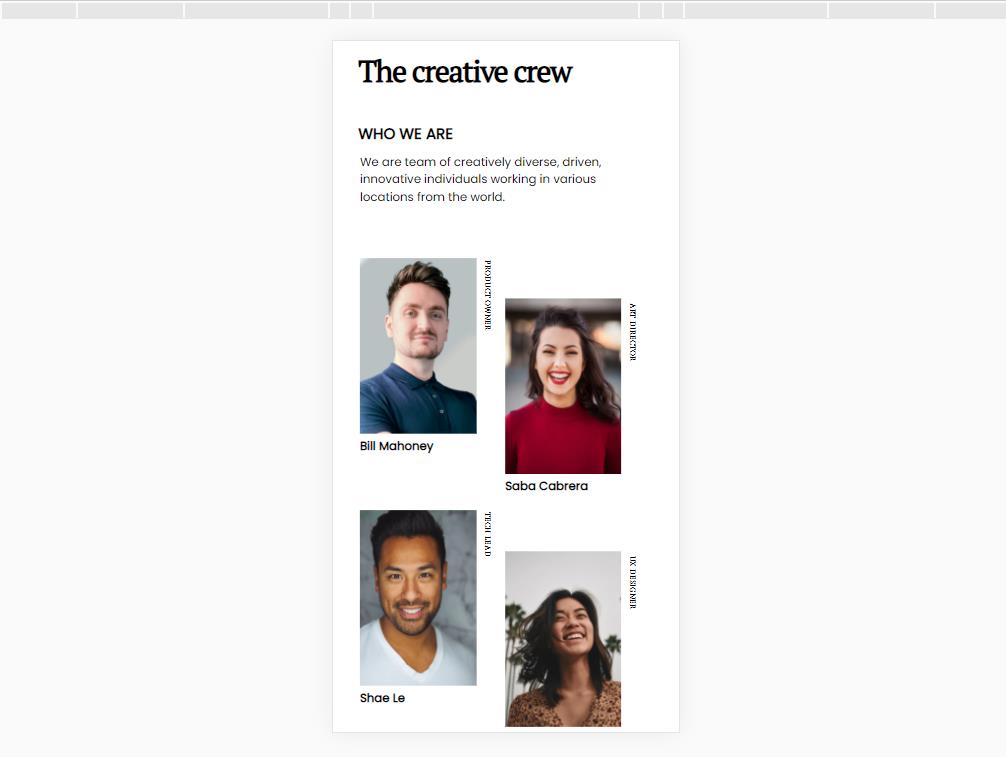 The creative crew
WHO WE ARE
We are team of creatively diverse, driven,
innovative individuals working in various
locations from the world.
PRODUCT OWNER
Bill Mahoney
ART DIRECTOR
Saba Cabrera
TECH LEAD
Shae Le
UX DESIGNER